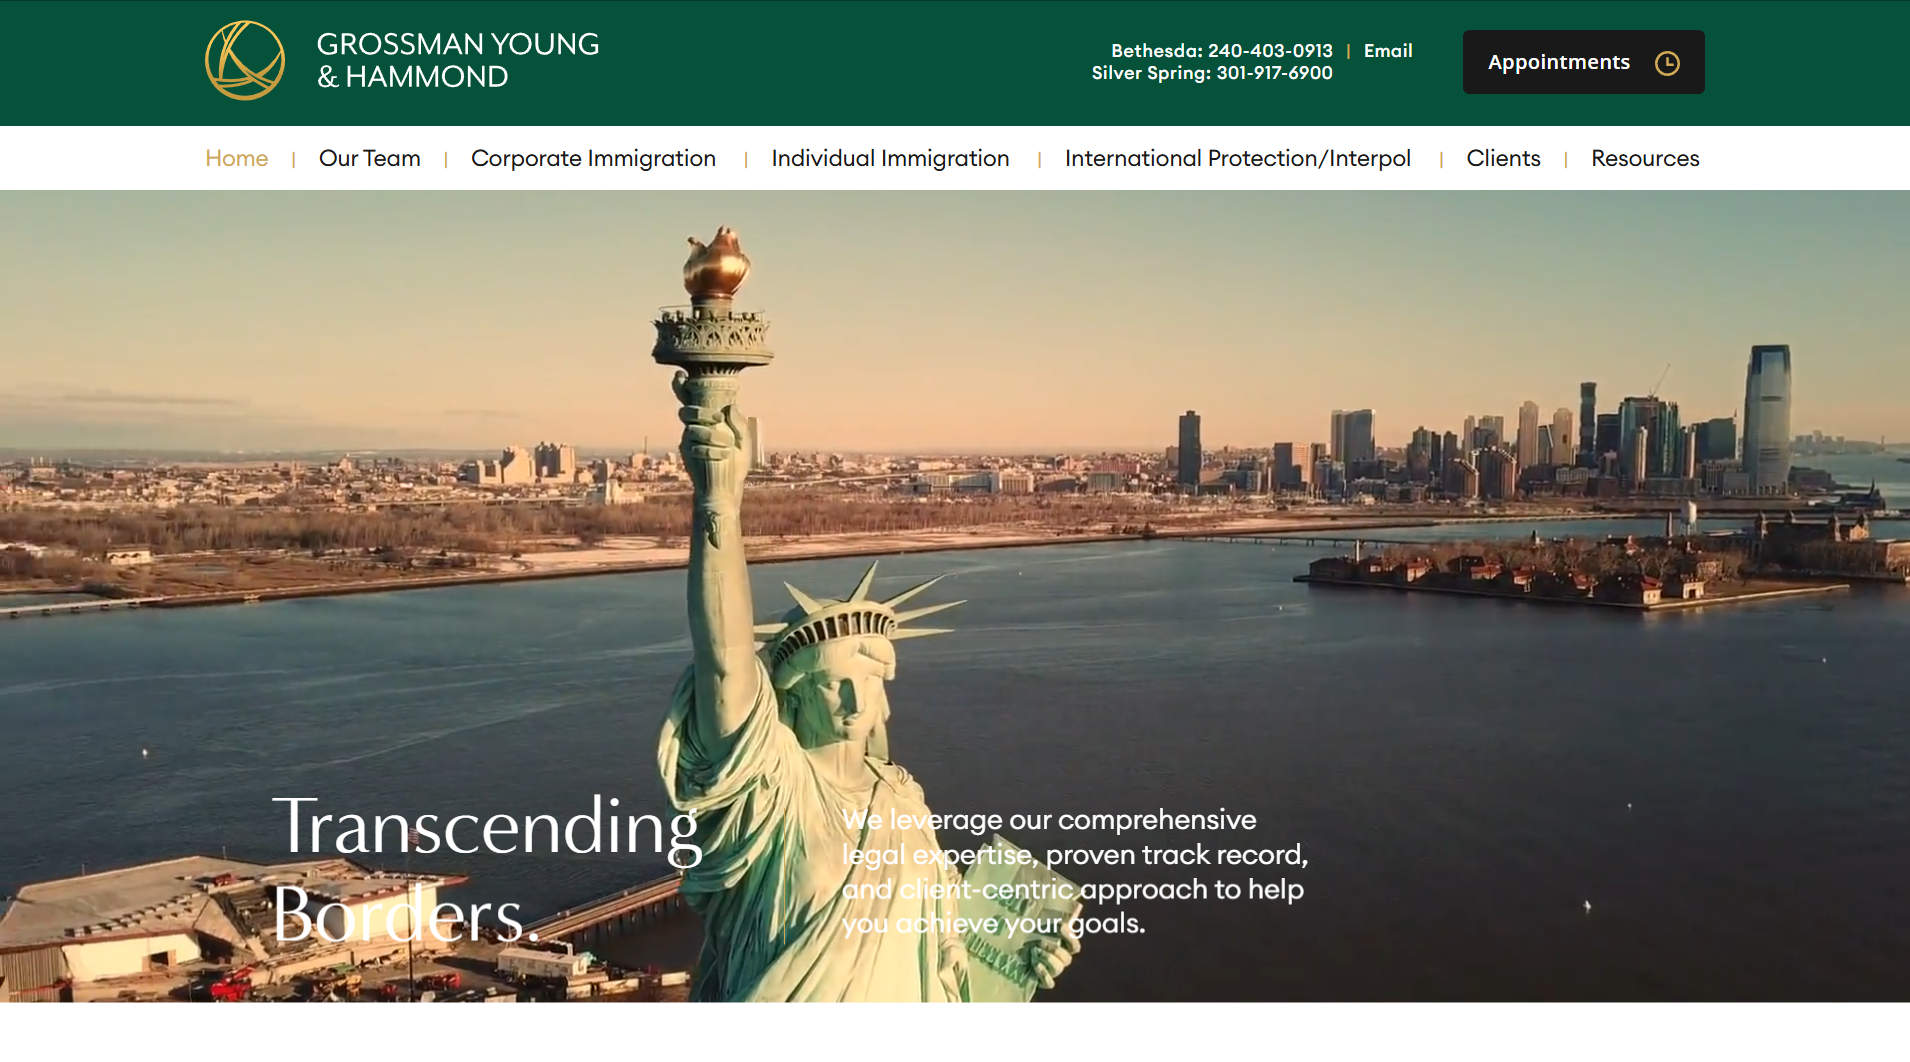 GROSSMAN YOUNG
& HAMMOND
Bethesda: 240-403-0913 | Email
Silver Spring: 301-917-6900
Appointments
Home | Our Team | Corporate Immigration | Individual Immigration | International Protection/Interpol | Clients | Resources
Transcending
Borders.
We leverage our comprehensive
legal expertise, proven track record,
and client-centric approach to help
you achieve your goals.